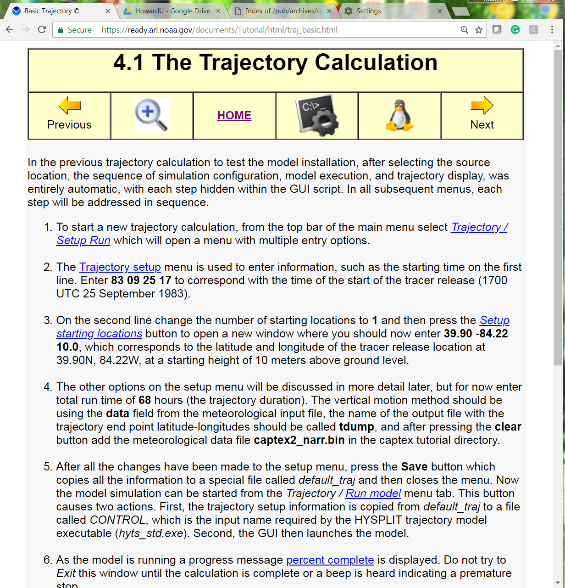 Basic Trajectory C
HowardU - Google Drive
Index of /pub/archives/
Settings
Secure https://ready.arl.noaa.gov/documents/Tutorial/html/traj_basic.html
4.1 The Trajectory Calculation
Previous
HOME
C:\>_
Next
In the previous trajectory calculation to test the model installation, after selecting the source
location, the sequence of simulation configuration, model execution, and trajectory display, was
entirely automatic, with each step hidden within the GUI script. In all subsequent menus, each
step will be addressed in sequence.
1. To start a new trajectory calculation, from the top bar of the main menu select Trajectory /
Setup Run which will open a menu with multiple entry options.
2. The Trajectory setup menu is used to enter information, such as the starting time on the first
line. Enter 83 09 25 17 to correspond with the time of the start of the tracer release (1700
UTC 25 September 1983).
3. On the second line change the number of starting locations to 1 and then press the Setup
starting locations button to open a new window where you should now enter 39.90 -84.22
10.0, which corresponds to the latitude and longitude of the tracer release location at
39.90N, 84.22W, at a starting height of 10 meters above ground level.
4. The other options on the setup menu will be discussed in more detail later, but for now enter
total run time of 68 hours (the trajectory duration). The vertical motion method should be
using the data field from the meteorological input file, the name of the output file with the
trajectory end point latitude-longitudes should be called tdump, and after pressing the clear
button add the meteorological data file captex2_narr.bin in the captex tutorial directory.
5. After all the changes have been made to the setup menu, press the Save button which
copies all the information to a special file called default_traj and then closes the menu. Now
the model simulation can be started from the Trajectory / Run model menu tab. This button
causes two actions. First, the trajectory setup information is copied from default_traj to a file
called CONTROL, which is the input name required by the HYSPLIT trajectory model
executable (hyts_std.exe). Second, the GUI then launches the model.
6. As the model is running a progress message percent complete is displayed. Do not try to
Exit this window until the calculation is complete or a beep is heard indicating a premature
stop